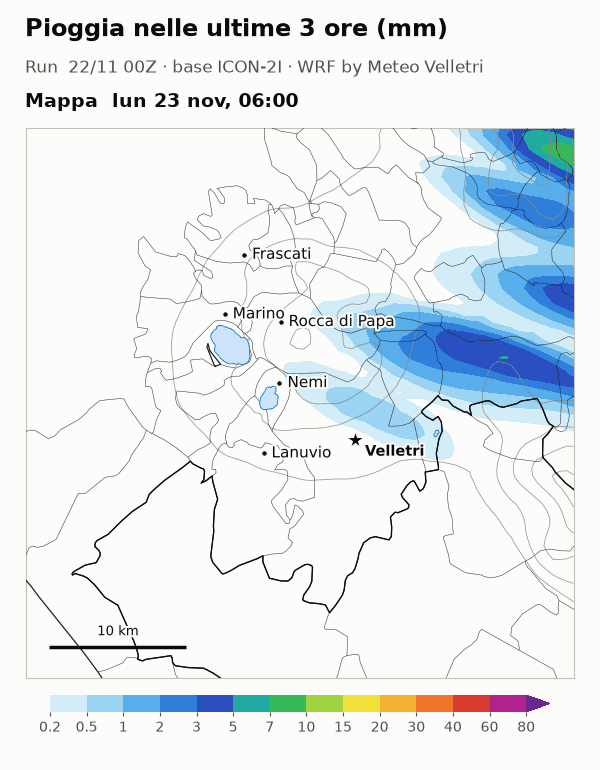 Pioggia nelle ultime 3 ore (mm)
Run  22/11 00Z · base ICON-2I · WRF by Meteo Velletri
Mappa  lun 23 nov, 06:00
Frascati
Marino
Rocca di Papa
Nemi
Velletri
Lanuvio
10 km
0.2 0.5 1 2 3 5 7 10 15 20 30 40 60 80